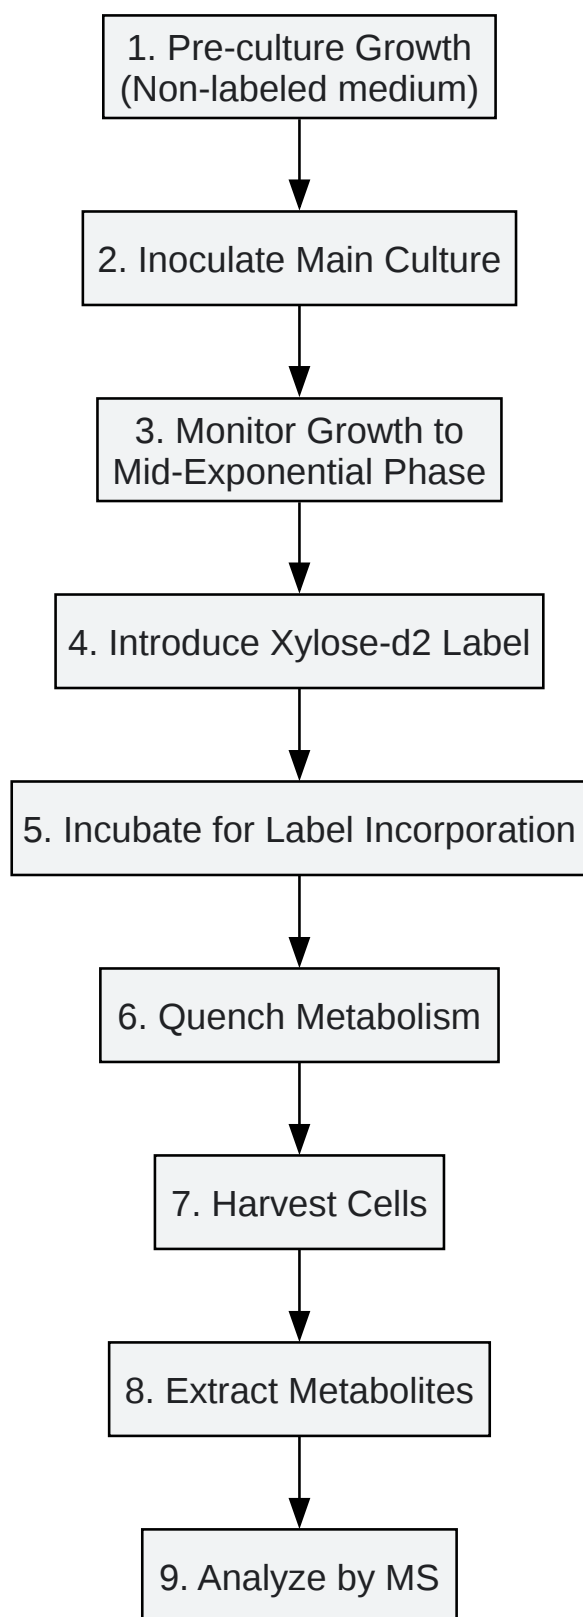 1. Pre-culture Growth
(Non-labeled medium)
2. Inoculate Main Culture
3. Monitor Growth to
Mid-Exponential Phase
4. Introduce Xylose-d2 Label
5. Incubate for Label Incorporation
6. Quench Metabolism
7. Harvest Cells
8. Extract Metabolites
9. Analyze by MS